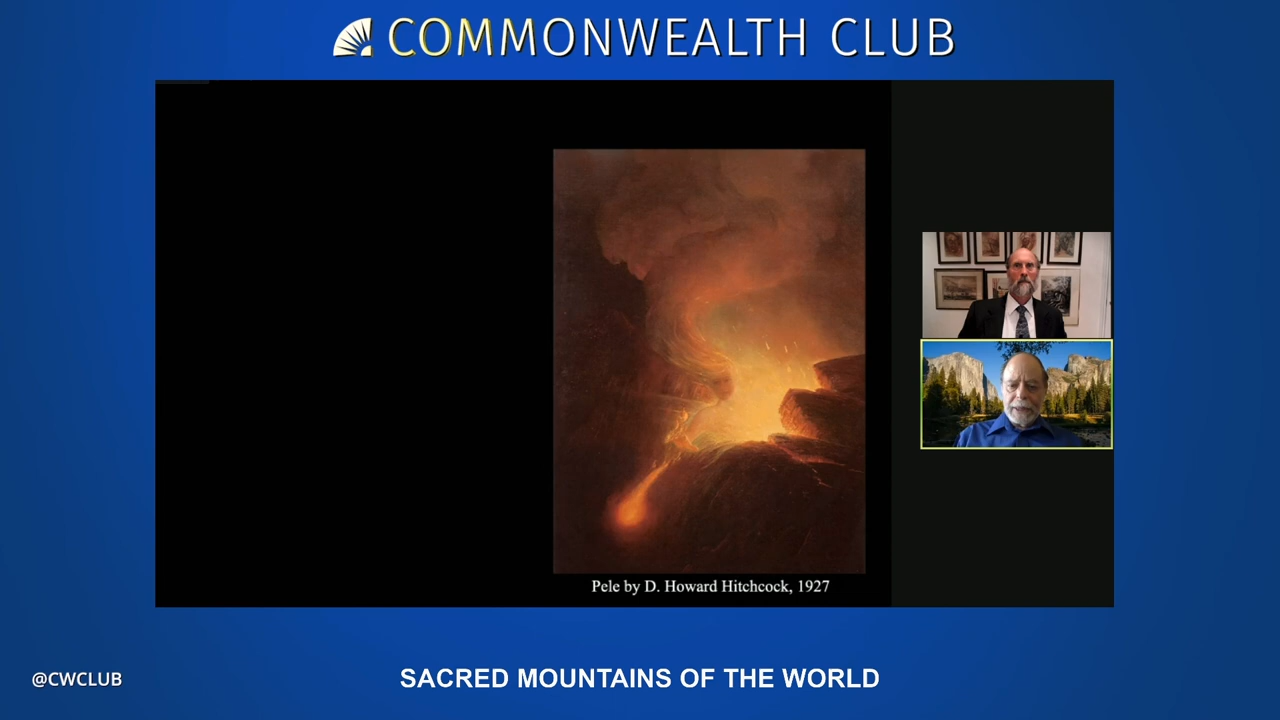 COMMONWEALTH CLUB
Pele by D. Howard Hitchcock, 1927
@CWCLUB
SACRED MOUNTAINS OF THE WORLD